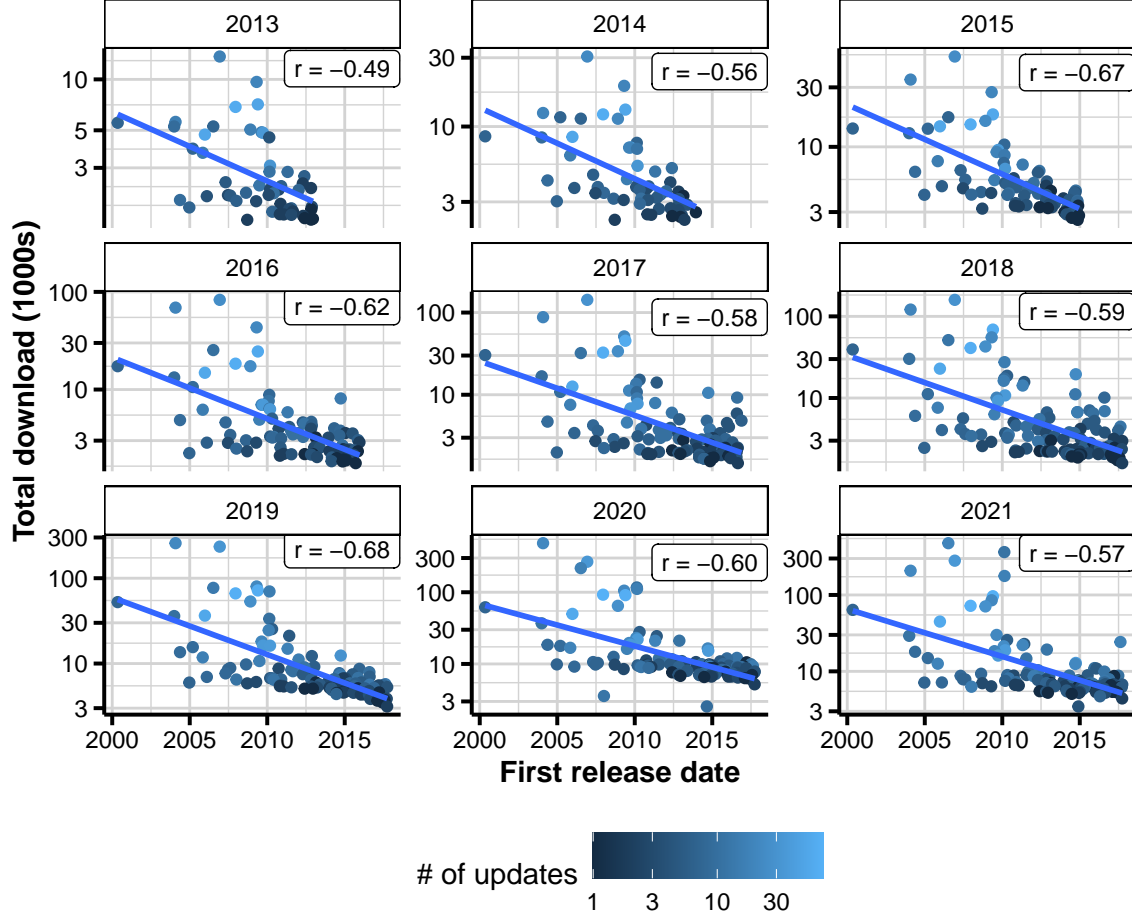 2013
2014
2015
r = −0.49
r = −0.56
r = −0.67
10
5
3
30
10
3
30
10
3
2016
2017
2018
r = −0.62
r = −0.58
r = −0.59
100
30
10
3
100
30
10
3
100
30
10
3
2019
2020
2021
r = −0.68
r = −0.60
r = −0.57
300
100
30
10
3
300
100
30
10
3
300
100
30
10
3
2000 2005 2010 2015
2000 2005 2010 2015
2000 2005 2010 2015
Total download (1000s)
First release date
# of updates
1 3 10 30